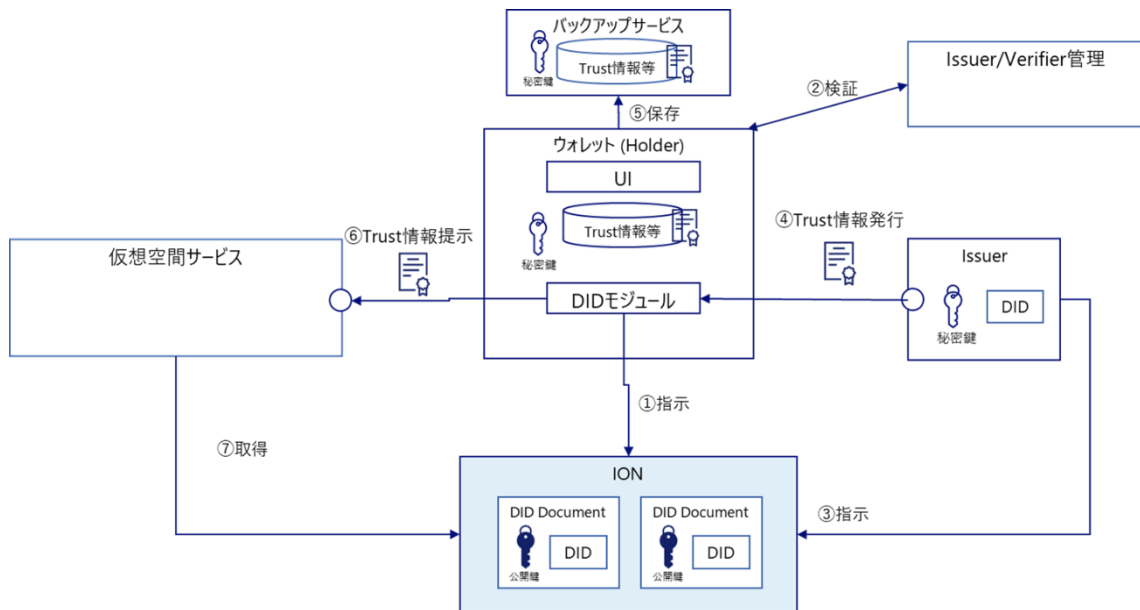 バックアップサービス
秘密鍵
Trust情報等
Issuer/Verifier管理
②検証
⑤保存
ウォレット (Holder)
UI
秘密鍵
Trust情報等
④Trust情報発行
⑥Trust情報提示
仮想空間サービス
Issuer
DIDモジュール
DID
秘密鍵
①指示
⑦取得
ION
DID Document
DID
公開鍵
DID Document
DID
公開鍵
③指示